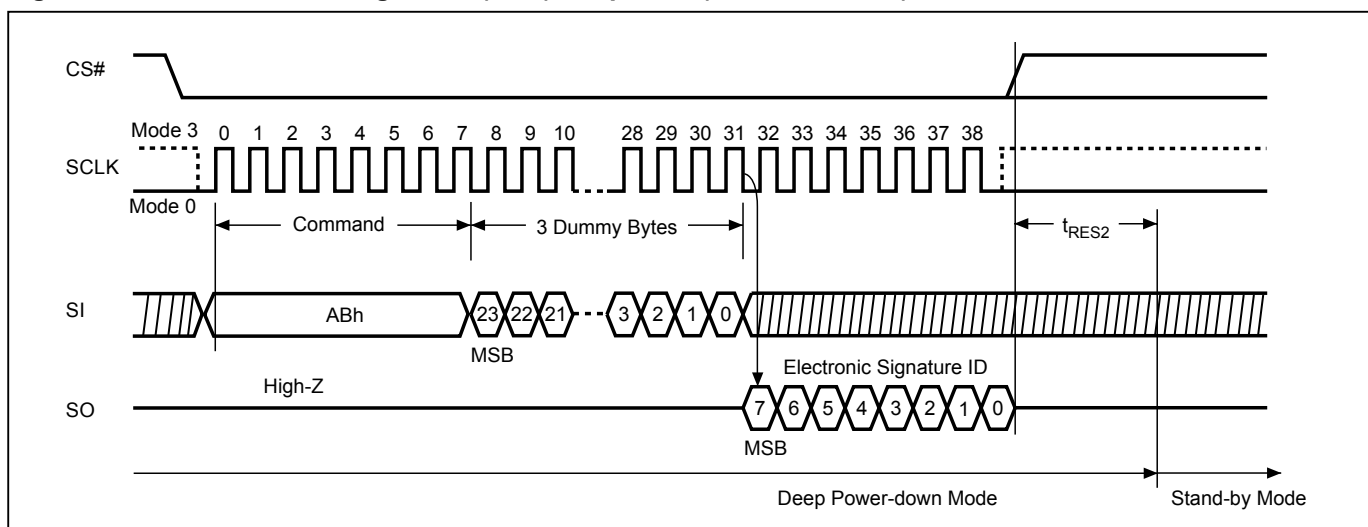 CS#
Mode 3 0 1 2 3 4 5 6 7 8 9 10 28 29 30 31 32 33 34 35 36 37 38
SCLK
Mode 0
Command 3 Dummy Bytes tRES2
SI ABh 23 22 21 3 2 1 0
MSB
Electronic Signature ID
High-Z
SO 7 6 5 4 3 2 1 0
MSB
Deep Power-down Mode Stand-by Mode